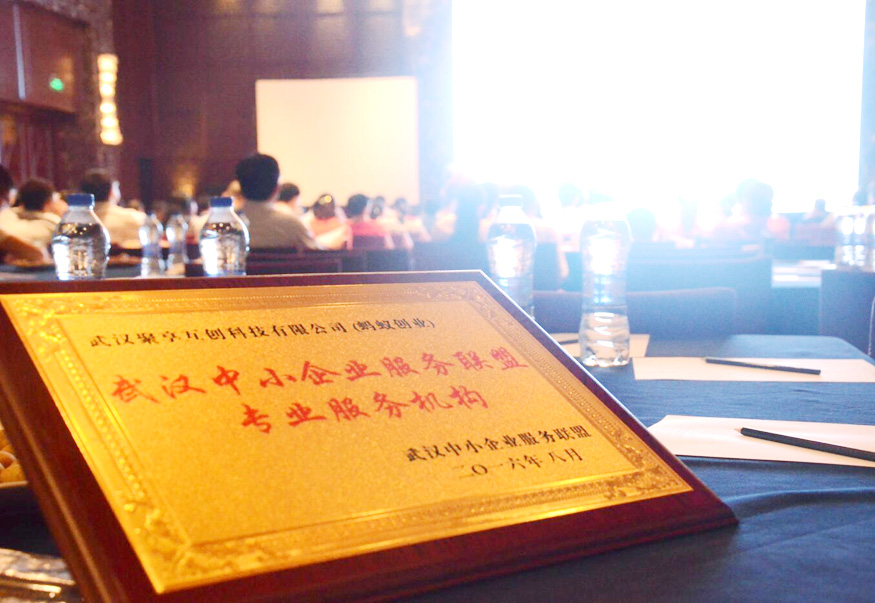 武汉聚享互创科技有限公司(蚂蚁创业)
武汉中小企业服务联盟
专业服务机构
武汉中小企业服务联盟
二〇一六年八月